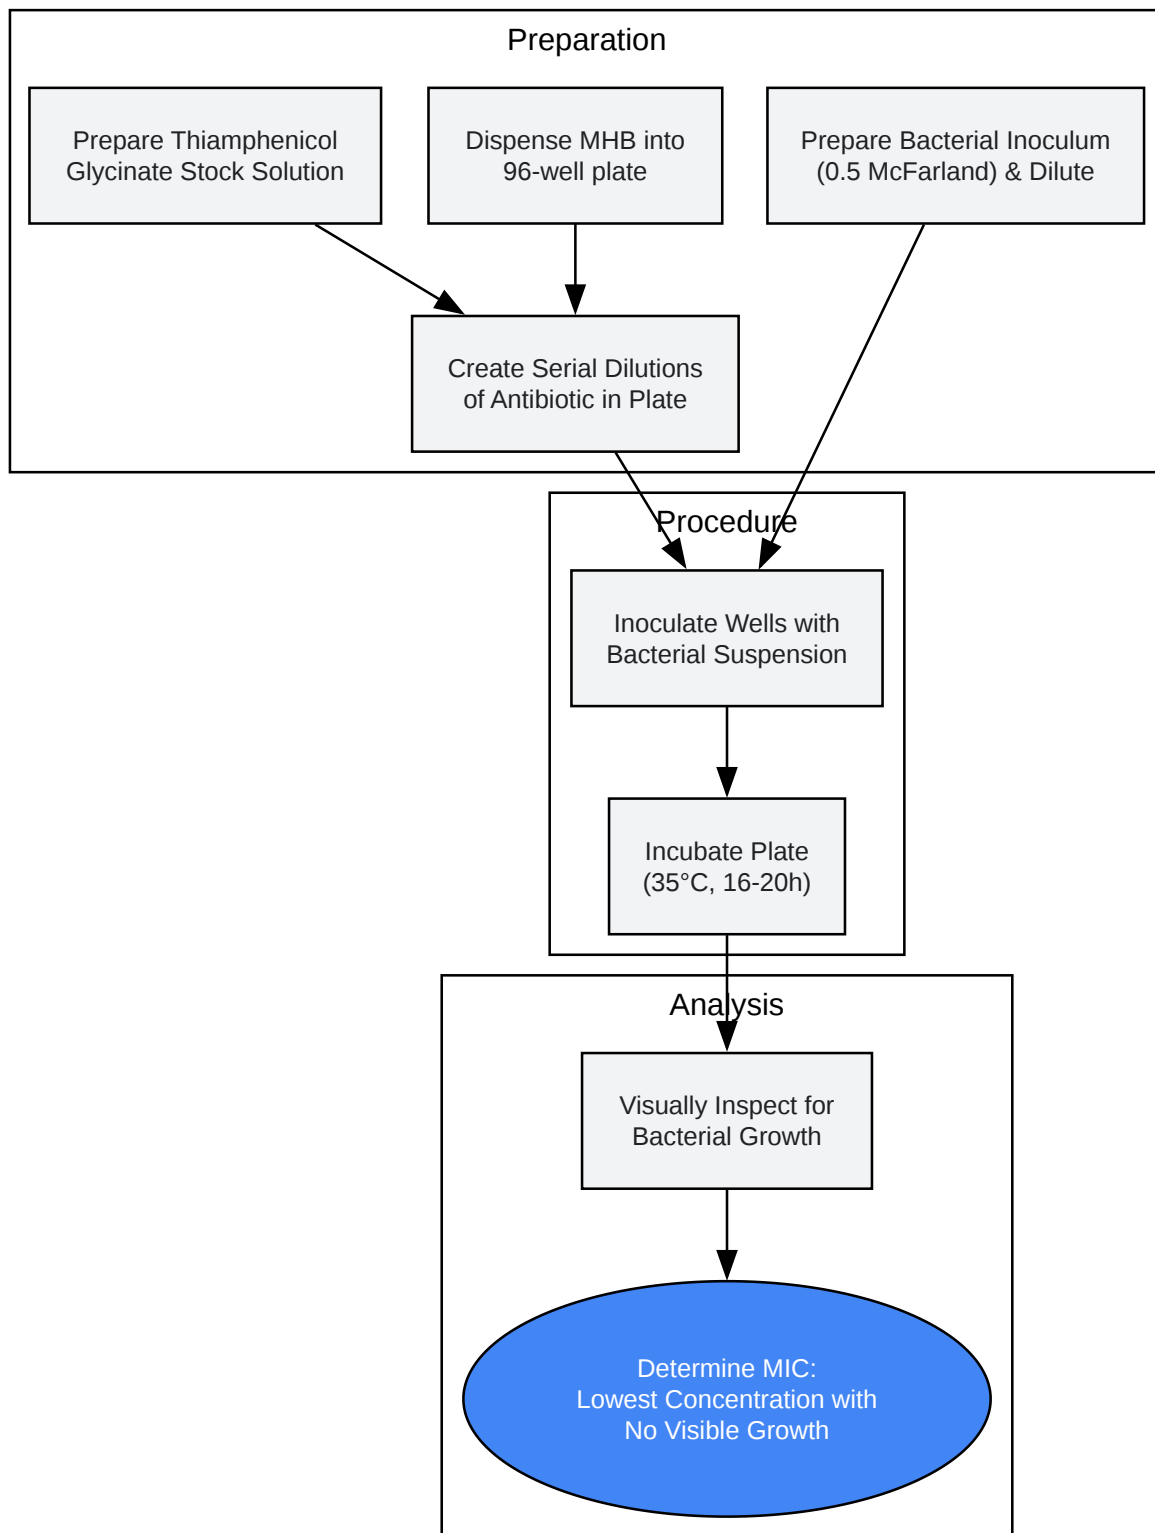 Preparation
Prepare Thiamphenicol
Glycinate Stock Solution
Dispense MHB into
96-well plate
Prepare Bacterial Inoculum
(0.5 McFarland) & Dilute
Create Serial Dilutions
of Antibiotic in Plate
Procedure
Inoculate Wells with
Bacterial Suspension
Incubate Plate
(35°C, 16-20h)
Analysis
Visually Inspect for
Bacterial Growth
Determine MIC:
Lowest Concentration with
No Visible Growth